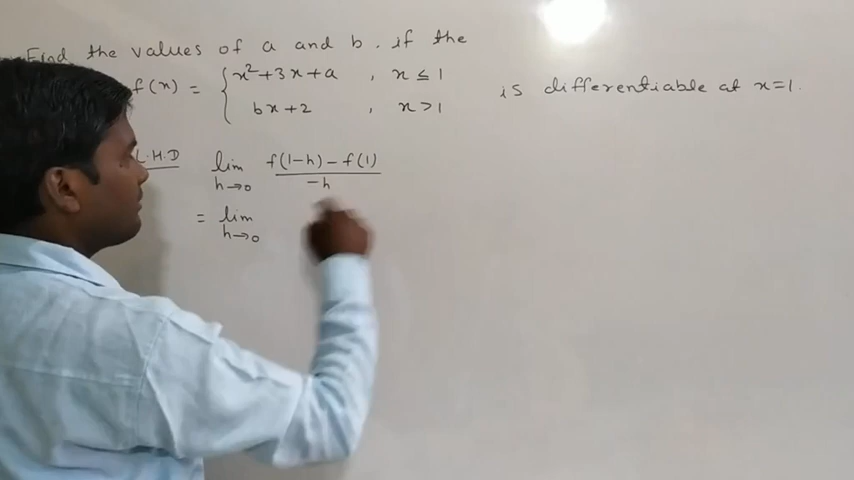 Find the values of a and b. if the
f(x) = { x²+3x+a , x ≤ 1
bx+2 , x > 1 is differentiable at x=1.
L.H.D lim h→0 f(1-h) - f(1) / -h
= lim h→0